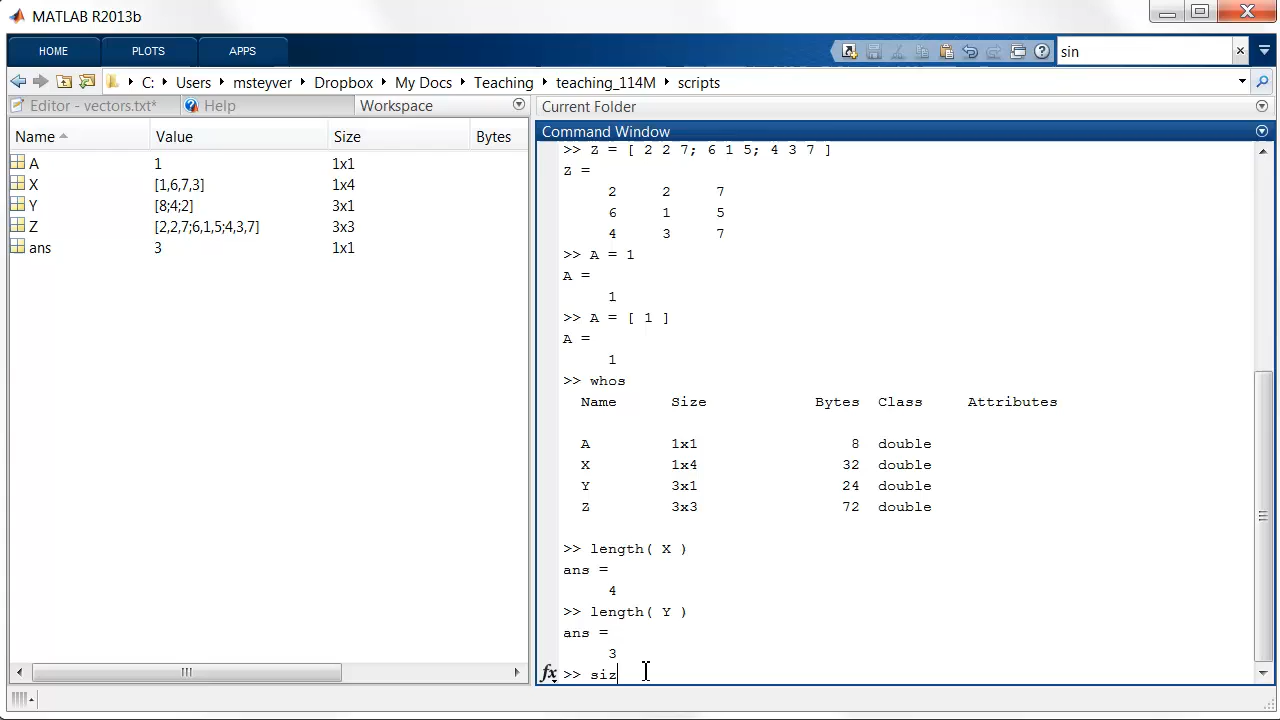 MATLAB R2013b
HOME PLOTS APPS sin
C: Users msteyver Dropbox My Docs Teaching teaching_114M scripts
Editor - vectors.txt* Help Workspace
Name Value Size Bytes
A 1 1x1
X [1,6,7,3] 1x4
Y [8;4;2] 3x1
Z [2,2,7;6,1,5;4,3,7] 3x3
ans 3 1x1
Current Folder
Command Window
>> Z = [ 2 2 7; 6 1 5; 4 3 7 ]
Z =
2 2 7
6 1 5
4 3 7
>> A = 1
A =
1
>> A = [ 1 ]
A =
1
>> whos
Name Size Bytes Class Attributes
A 1x1 8 double
X 1x4 32 double
Y 3x1 24 double
Z 3x3 72 double
>> length( X )
ans =
4
>> length( Y )
ans =
3
fx >> siz